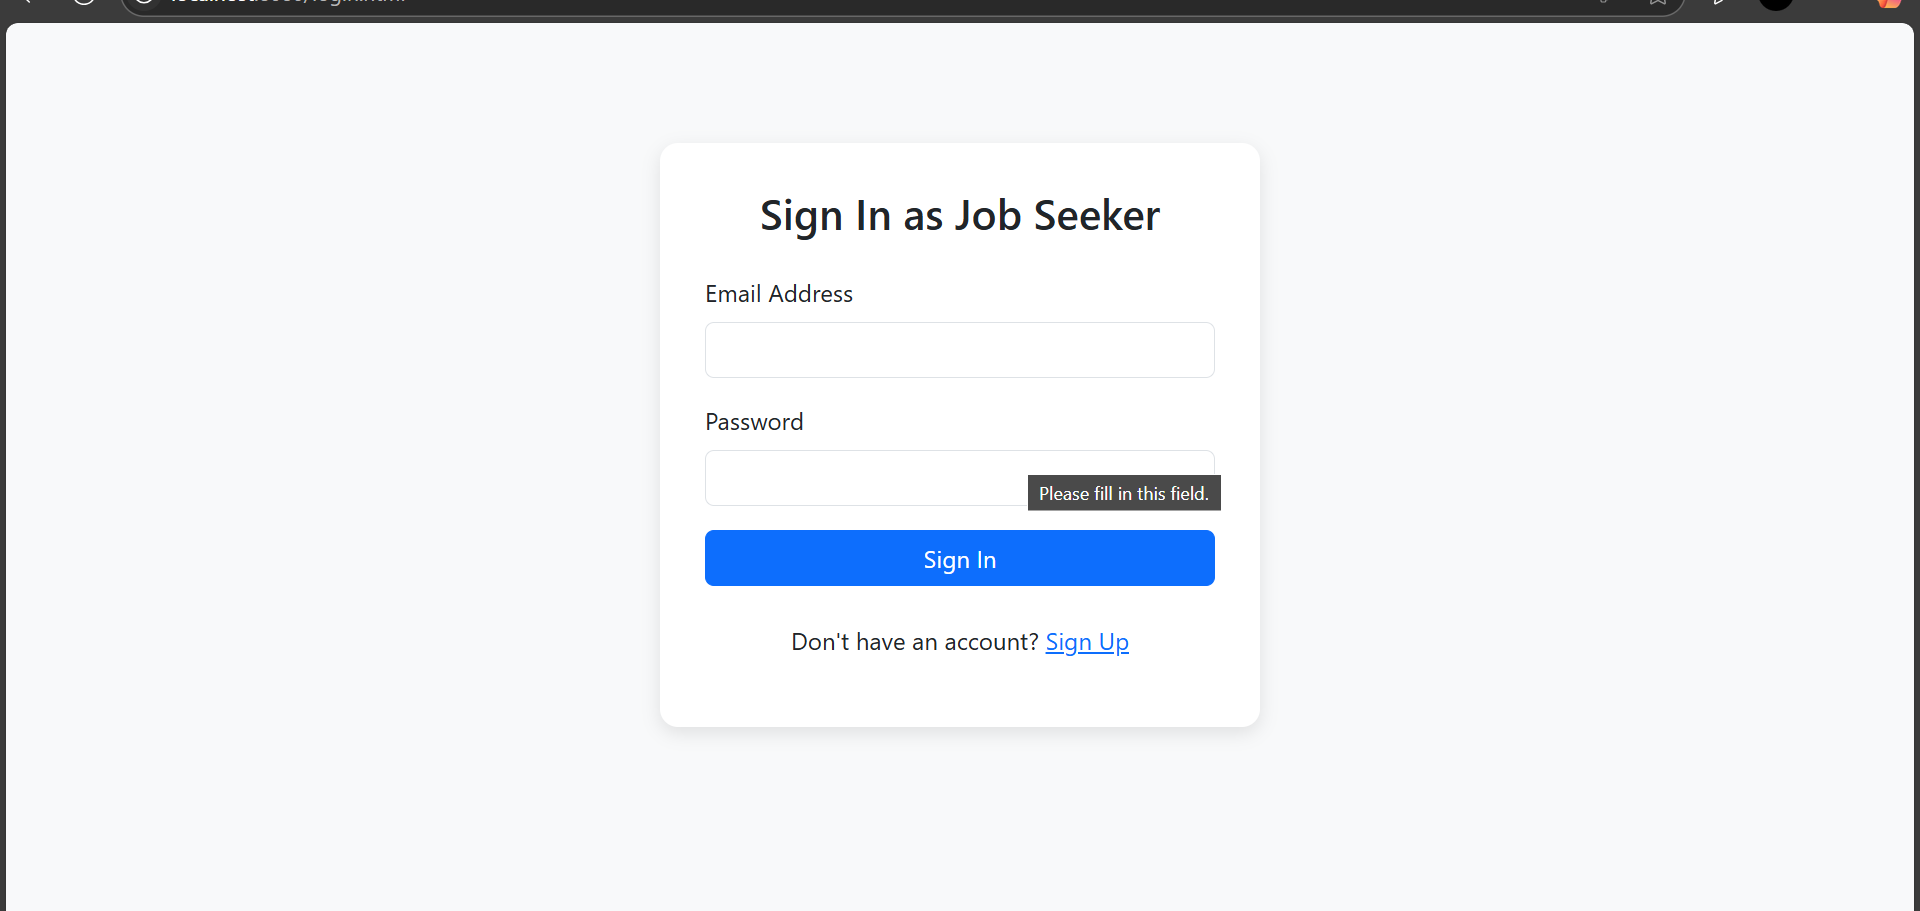 Sign In as Job Seeker
Email Address
Password
Please fill in this field.
Sign In
Don't have an account? Sign Up